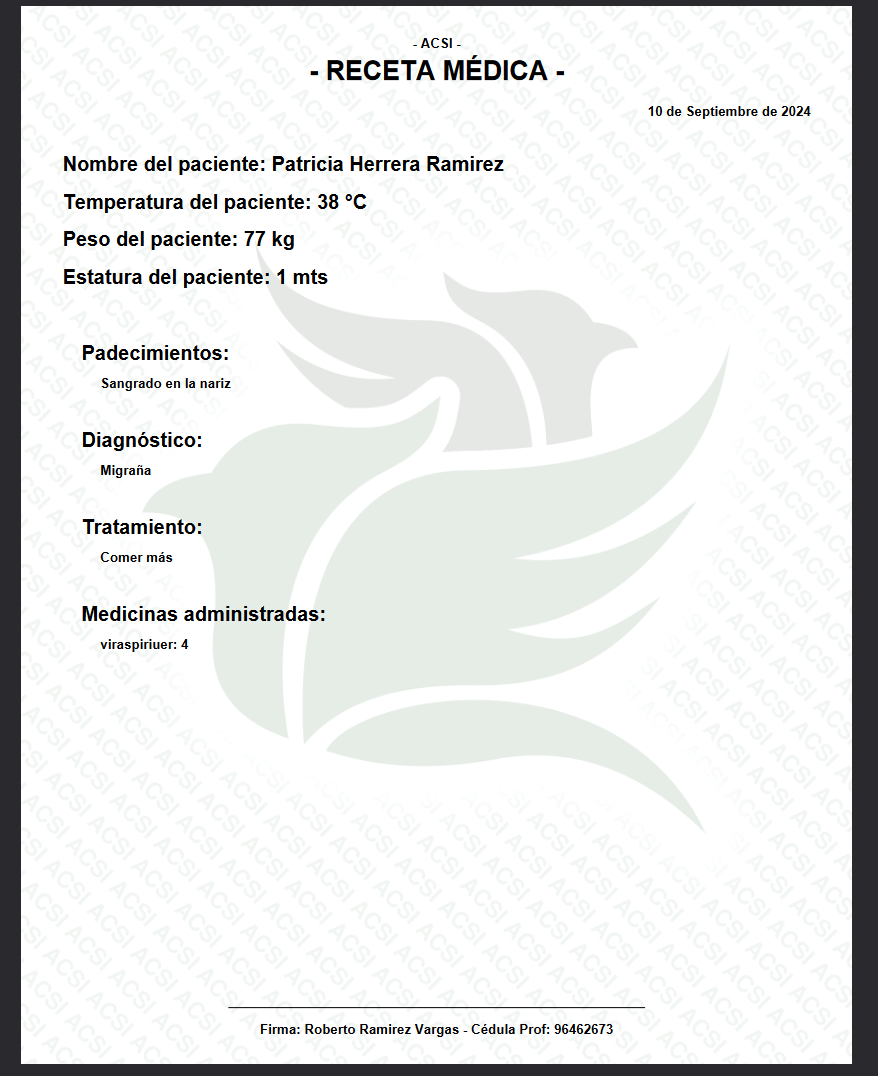 - ACSI -
- RECETA MÉDICA -
10 de Septiembre de 2024
Nombre del paciente: Patricia Herrera Ramirez
Temperatura del paciente: 38 °C
Peso del paciente: 77 kg
Estatura del paciente: 1 mts
Padecimientos:
Sangrado en la nariz
Diagnóstico:
Migraña
Tratamiento:
Comer más
Medicinas administradas:
viraspiriuer: 4
Firma: Roberto Ramirez Vargas - Cédula Prof: 96462673